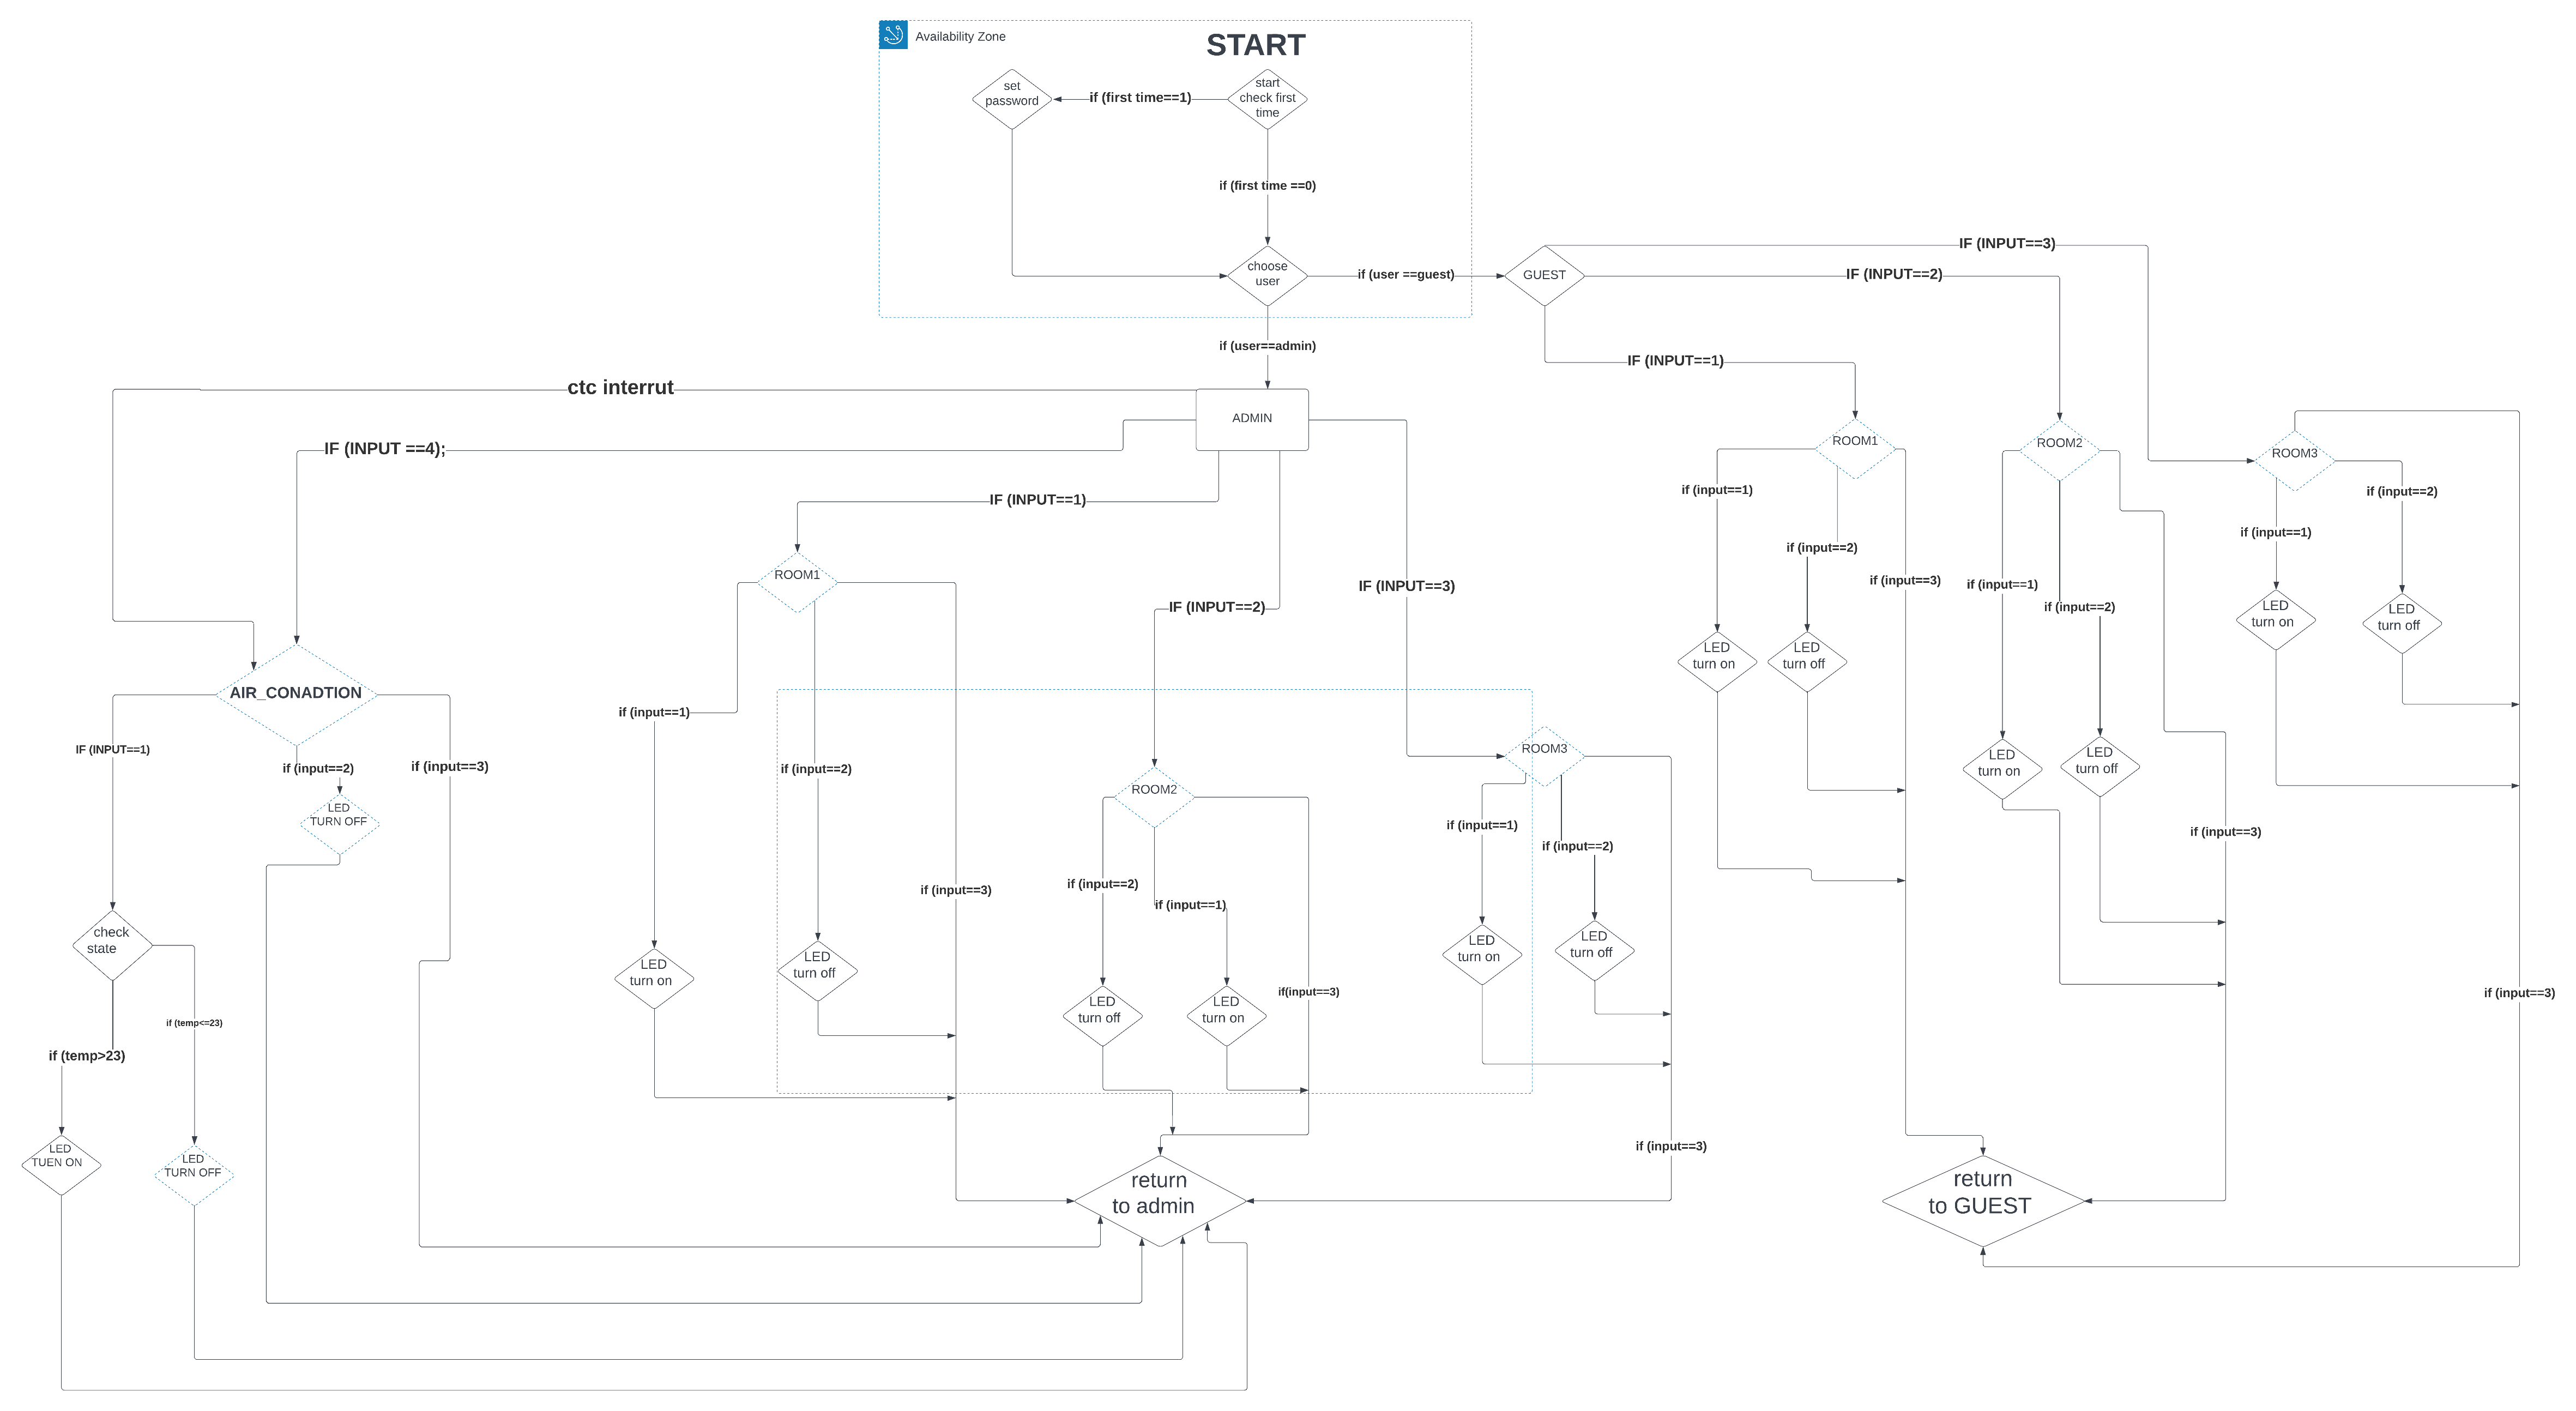 Availability Zone
START
set
password
if (first time==1)
start
check first
time
if (first time ==0)
choose
user
if (user ==guest)
GUEST
IF (INPUT==3)
IF (INPUT==2)
if (user==admin)
IF (INPUT==1)
ctc interrut
ADMIN
IF (INPUT ==4);
IF (INPUT==1)
ROOM1
ROOM2
ROOM3
if (input==1)
if (input==2)
if (input==1)
if (input==2)
if (input==3)
if (input==1)
if (input==2)
ROOM1
IF (INPUT==3)
IF (INPUT==2)
LED
turn on
LED
turn off
LED
turn on
LED
turn off
LED
turn on
LED
turn off
AIR_CONADTION
if (input==1)
IF (INPUT==1)
if (input==2)
if (input==3)
if (input==2)
ROOM3
ROOM2
LED
TURN OFF
if (input==1)
if (input==2)
if (input==3)
if (input==3)
if (input==2)
if (input==1)
check
state
LED
turn on
LED
turn off
LED
turn on
LED
turn off
if(input==3)
if (input==3)
LED
turn off
LED
turn on
if (temp<=23)
if (temp>23)
LED
TUEN ON
LED
TURN OFF
if (input==3)
return
to admin
return
to GUEST